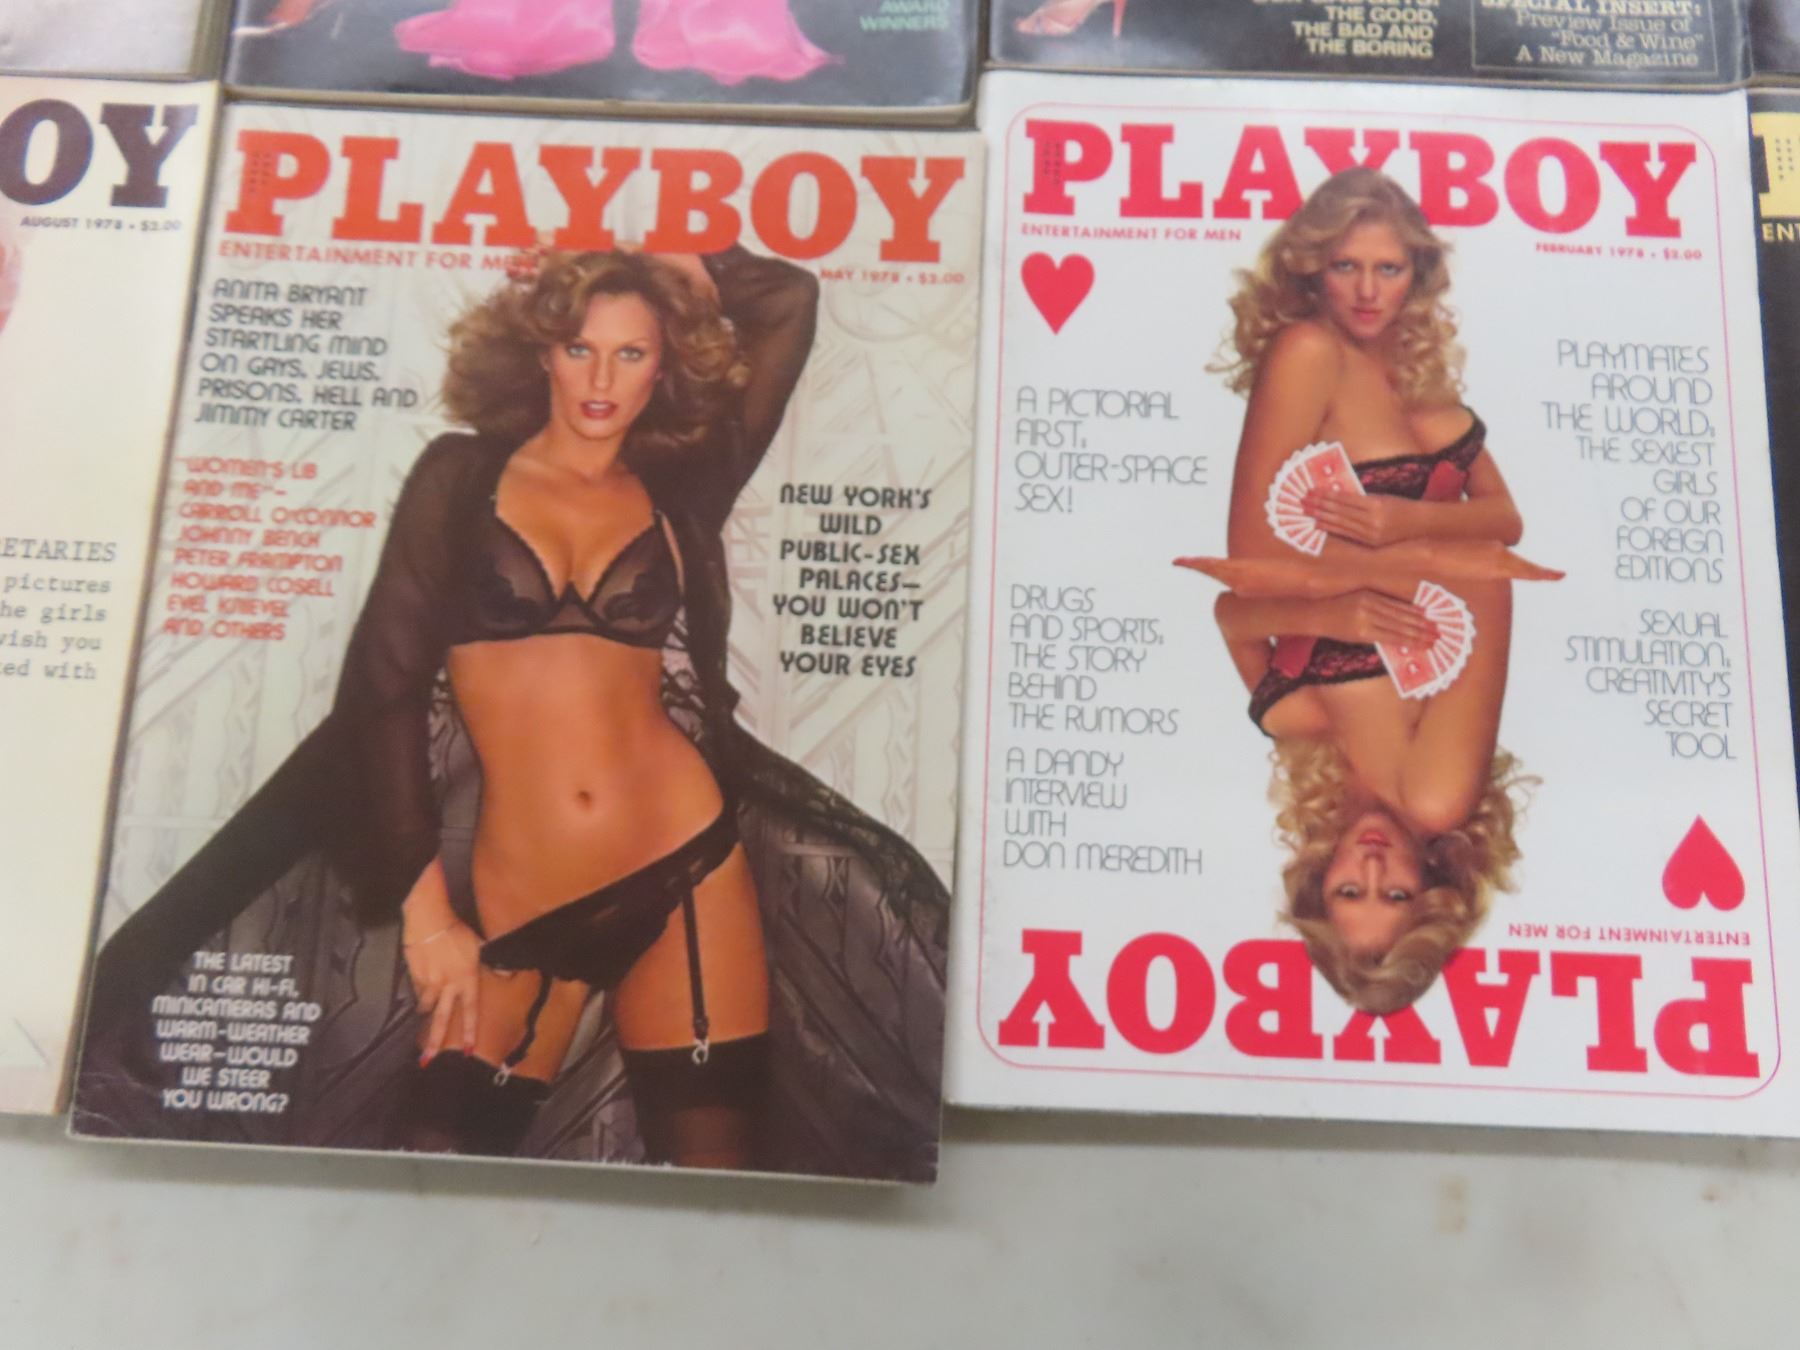 AWARD
WINNERS
THE GOOD,
THE BAD AND
THE BORING
SPECIAL INSERT:
Preview Issue of
"Food & Wine"
A New Magazine
OY
AUGUST 1978 • $2.00
ETARIES
pictures
he girls
wish you
ed with
PLAYBOY
ENTERTAINMENT FOR MEN
MAY 1978 • $2.00
ANITA BRYANT
SPEAKS HER
STARTLING MIND
ON GAYS, JEWS,
PRISONS, HELL AND
JIMMY CARTER
WOMEN'S LIB
AND ME"—
CARROLL O'CONNOR
JOHNNY BENCH
PETER FRAMPTON
HOWARD COSELL
EVEL KNIEVEL
AND OTHERS
NEW YORK'S
WILD
PUBLIC-SEX
PALACES—
YOU WON'T
BELIEVE
YOUR EYES
THE LATEST
IN CAR HI-FI,
MINICAMERAS AND
WARM-WEATHER
WEAR—WOULD
WE STEER
YOU WRONG?
PLAYBOY
ENTERTAINMENT FOR MEN
FEBRUARY 1978 • $2.00
A PICTORIAL
FIRST:
OUTER-SPACE
SEX!
DRUGS
AND SPORTS:
THE STORY
BEHIND
THE RUMORS
A DANDY
INTERVIEW
WITH
DON MEREDITH
PLAYMATES
AROUND
THE WORLD:
THE SEXIEST
GIRLS
OF OUR
FOREIGN
EDITIONS
SEXUAL
STIMULATION:
CREATIVITY'S
SECRET
TOOL
ENTERTAINMENT FOR MEN
PLAYBOY
ENT